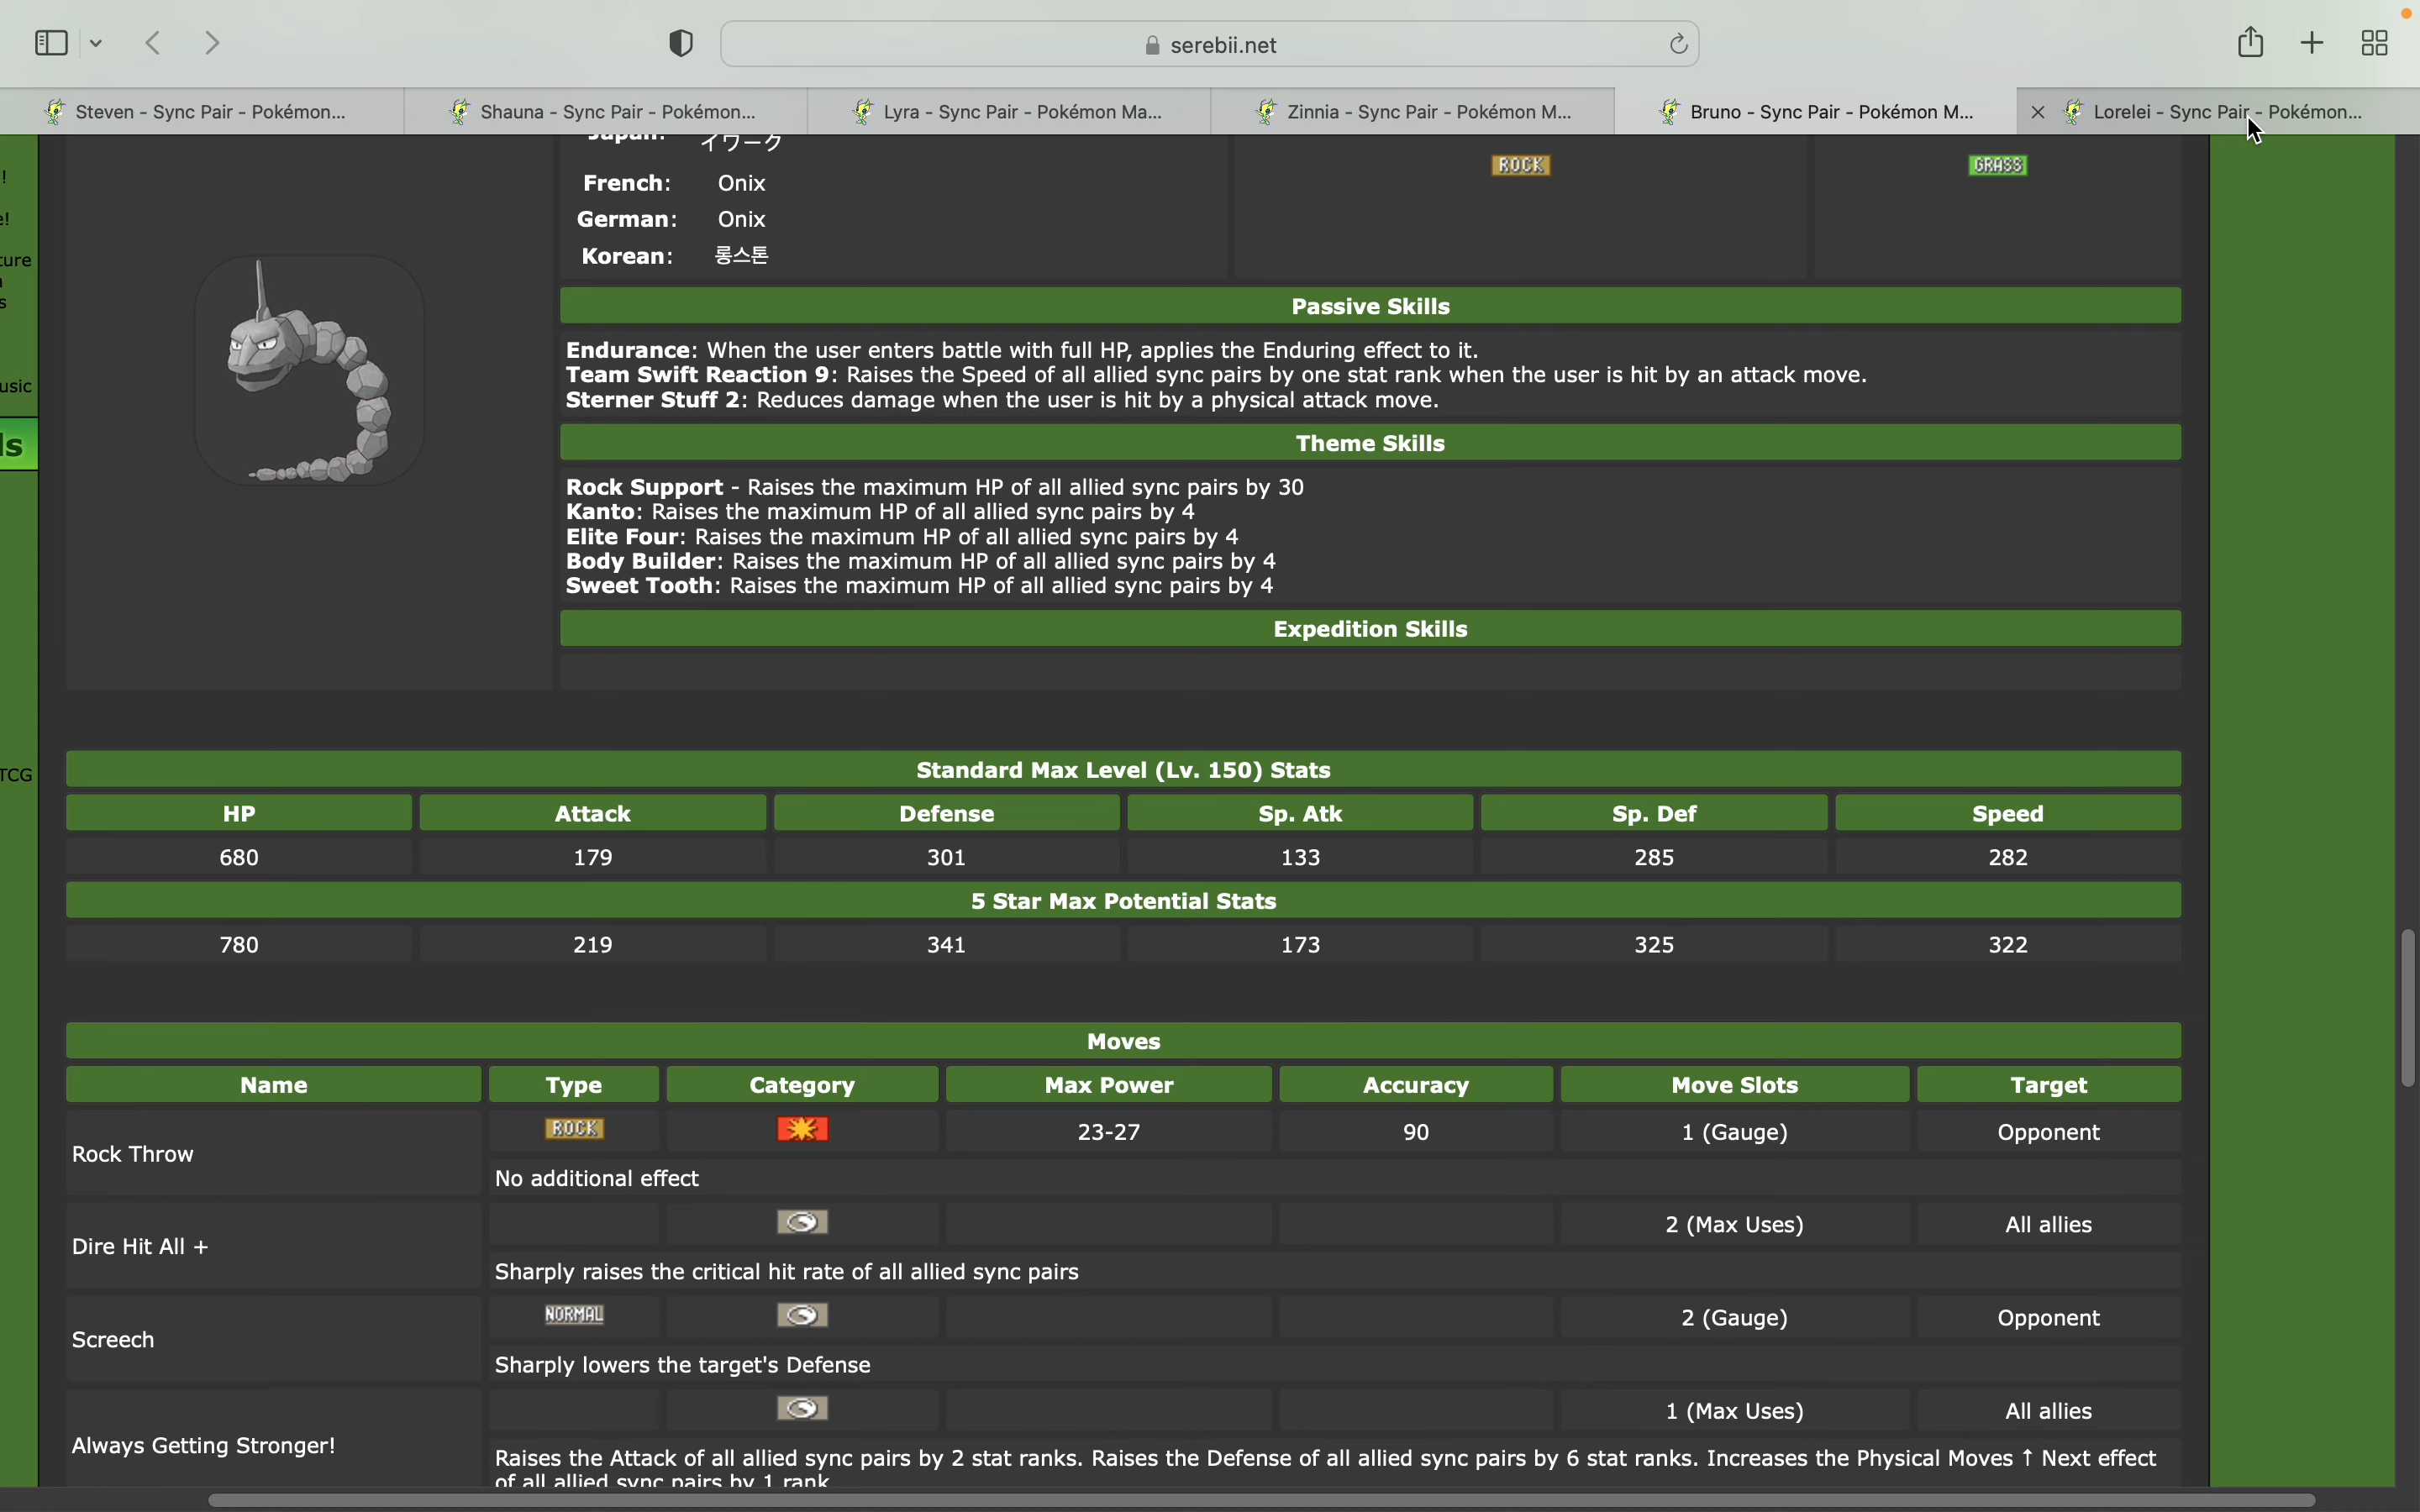 serebii.net
Steven - Sync Pair - Pokémon...
Shauna - Sync Pair - Pokémon...
Lyra - Sync Pair - Pokémon Ma...
Zinnia - Sync Pair - Pokémon M...
Bruno - Sync Pair - Pokémon M...
Lorelei - Sync Pair - Pokémon...
Japan: イワーク
ROCK
GRASS
French: Onix
German: Onix
Korean: 롱스톤
Passive Skills
Endurance: When the user enters battle with full HP, applies the Enduring effect to it.
Team Swift Reaction 9: Raises the Speed of all allied sync pairs by one stat rank when the user is hit by an attack move.
Sterner Stuff 2: Reduces damage when the user is hit by a physical attack move.
Theme Skills
Rock Support - Raises the maximum HP of all allied sync pairs by 30
Kanto: Raises the maximum HP of all allied sync pairs by 4
Elite Four: Raises the maximum HP of all allied sync pairs by 4
Body Builder: Raises the maximum HP of all allied sync pairs by 4
Sweet Tooth: Raises the maximum HP of all allied sync pairs by 4
Expedition Skills
TCG
Standard Max Level (Lv. 150) Stats
HP Attack Defense Sp. Atk Sp. Def Speed
680 179 301 133 285 282
5 Star Max Potential Stats
780 219 341 173 325 322
Moves
Name Type Category Max Power Accuracy Move Slots Target
Rock Throw ROCK 23-27 90 1 (Gauge) Opponent
No additional effect
Dire Hit All + 2 (Max Uses) All allies
Sharply raises the critical hit rate of all allied sync pairs
Screech NORMAL 2 (Gauge) Opponent
Sharply lowers the target's Defense
Always Getting Stronger! 1 (Max Uses) All allies
Raises the Attack of all allied sync pairs by 2 stat ranks. Raises the Defense of all allied sync pairs by 6 stat ranks. Increases the Physical Moves ↑ Next effect
of all allied sync pairs by 1 rank